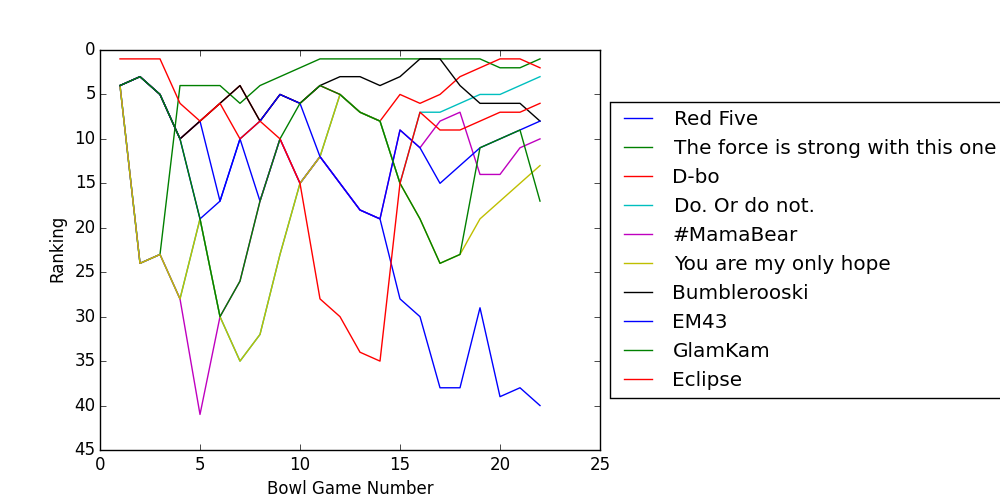 0
5
10
15
20
25
30
35
40
45
Ranking
0 5 10 15 20 25
Bowl Game Number
Red Five
The force is strong with this one
D-bo
Do. Or do not.
#MamaBear
You are my only hope
Bumblerooski
EM43
GlamKam
Eclipse